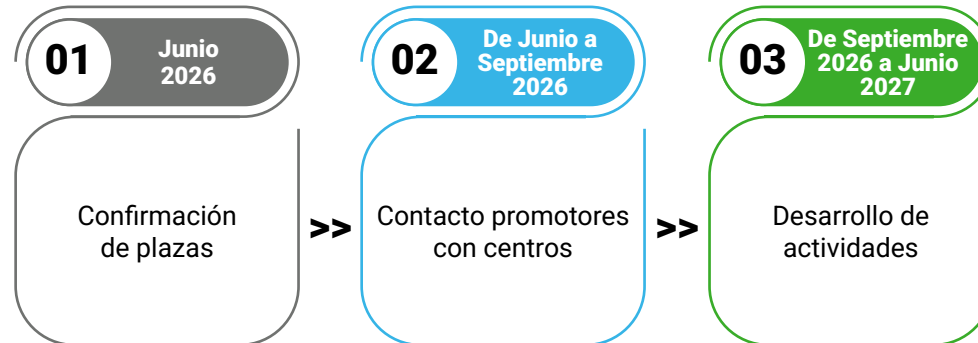 01
Junio
2026
02
De Junio a
Septiembre
2026
03
De Septiembre
2026 a Junio
2027
Confirmación
de plazas
>>
Contacto promotores
con centros
>>
Desarrollo de
actividades